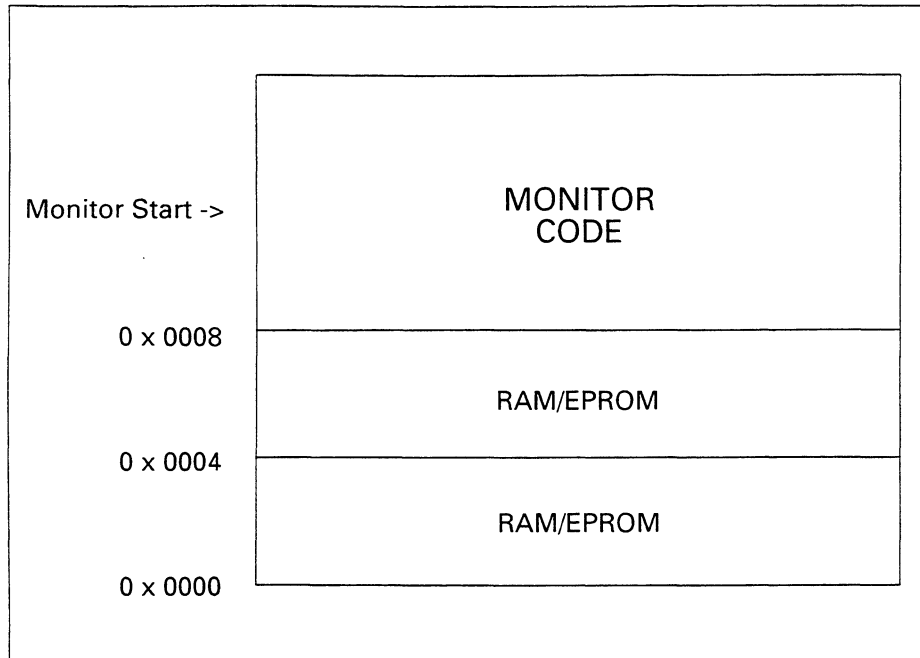 MONITOR
CODE
Monitor Start ->
0 x 0008
RAM/EPROM
0 x 0004
RAM/EPROM
0 x 0000